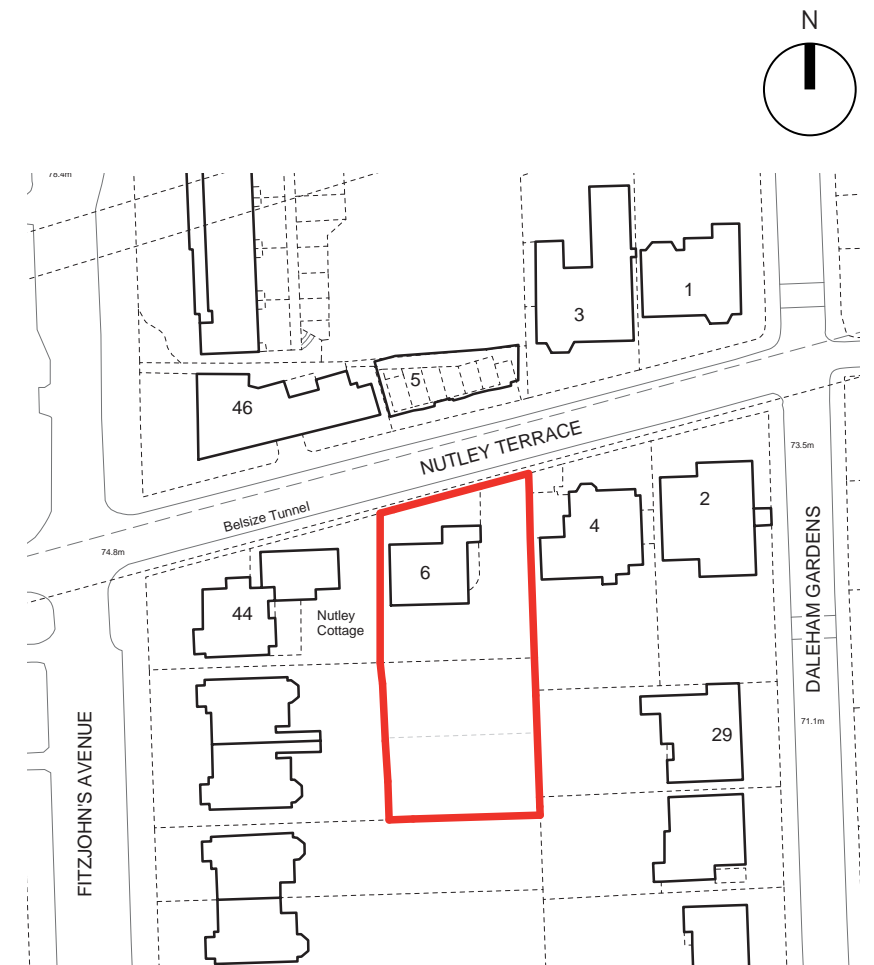 N
78.4m
1
3
5
46
NUTLEY TERRACE
73.5m
2
Belsize Tunnel
4
74.8m
6
DALEHAM GARDENS
44
Nutley
Cottage
71.1m
29
FITZJOHN'S AVENUE